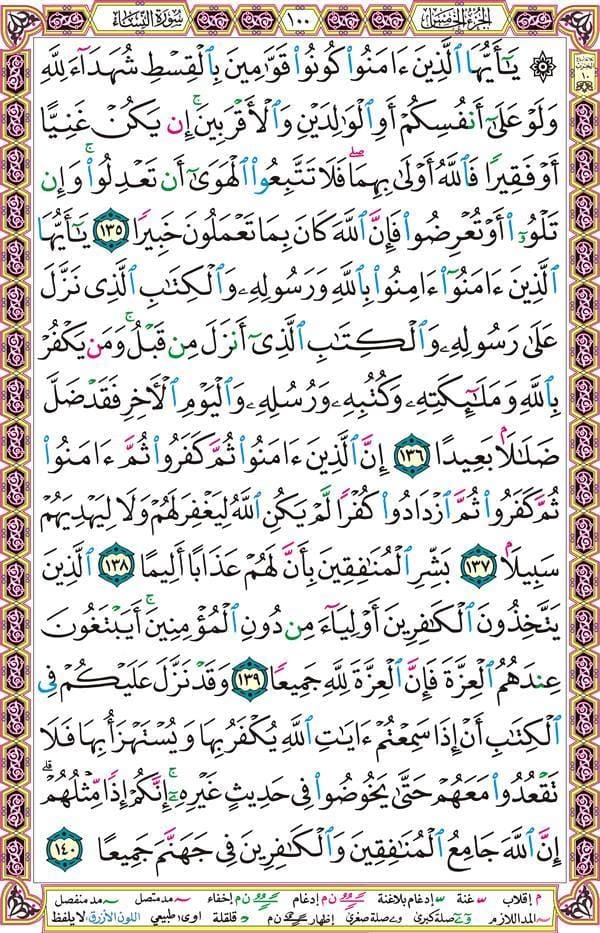 الجزء الخامس
١٠٠
سورة النساء
۞ يَـٰٓأَيُّهَا ٱلَّذِينَ ءَامَنُوا۟ كُونُوا۟ قَوَّٰمِينَ بِٱلْقِسْطِ شُهَدَآءَ لِلَّهِ
وَلَوْ عَلَىٰٓ أَنفُسِكُمْ أَوِ ٱلْوَٰلِدَيْنِ وَٱلْأَقْرَبِينَ ۚ إِن يَكُنْ غَنِيًّا
أَوْ فَقِيرًا فَٱللَّهُ أَوْلَىٰ بِهِمَا ۖ فَلَا تَتَّبِعُوا۟ ٱلْهَوَىٰٓ أَن تَعْدِلُوا۟ ۚ وَإِن
تَلْوُۥٓا۟ أَوْ تُعْرِضُوا۟ فَإِنَّ ٱللَّهَ كَانَ بِمَا تَعْمَلُونَ خَبِيرًا ١٣٥ يَـٰٓأَيُّهَا
ٱلَّذِينَ ءَامَنُوٓا۟ ءَامِنُوا۟ بِٱللَّهِ وَرَسُولِهِۦ وَٱلْكِتَـٰبِ ٱلَّذِى نَزَّلَ
عَلَىٰ رَسُولِهِۦ وَٱلْكِتَـٰبِ ٱلَّذِىٓ أَنزَلَ مِن قَبْلُ ۚ وَمَن يَكْفُرْ
بِٱللَّهِ وَمَلَـٰٓئِكَتِهِۦ وَكُتُبِهِۦ وَرُسُلِهِۦ وَٱلْيَوْمِ ٱلْـَٔاخِرِ فَقَدْ ضَلَّ
ضَلَـٰلًۢا بَعِيدًا ١٣٦ إِنَّ ٱلَّذِينَ ءَامَنُوا۟ ثُمَّ كَفَرُوا۟ ثُمَّ ءَامَنُوا۟
ثُمَّ كَفَرُوا۟ ثُمَّ ٱزْدَادُوا۟ كُفْرًا لَّمْ يَكُنِ ٱللَّهُ لِيَغْفِرَ لَهُمْ وَلَا لِيَهْدِيَهُمْ
سَبِيلًۢا ١٣٧ بَشِّرِ ٱلْمُنَـٰفِقِينَ بِأَنَّ لَهُمْ عَذَابًا أَلِيمًا ١٣٨ ٱلَّذِينَ
يَتَّخِذُونَ ٱلْكَـٰفِرِينَ أَوْلِيَآءَ مِن دُونِ ٱلْمُؤْمِنِينَ ۚ أَيَبْتَغُونَ
عِندَهُمُ ٱلْعِزَّةَ فَإِنَّ ٱلْعِزَّةَ لِلَّهِ جَمِيعًا ١٣٩ وَقَدْ نَزَّلَ عَلَيْكُمْ فِى
ٱلْكِتَـٰبِ أَنْ إِذَا سَمِعْتُمْ ءَايَـٰتِ ٱللَّهِ يُكْفَرُ بِهَا وَيُسْتَهْزَأُ بِهَا فَلَا
تَقْعُدُوا۟ مَعَهُمْ حَتَّىٰ يَخُوضُوا۟ فِى حَدِيثٍ غَيْرِهِۦٓ ۚ إِنَّكُمْ إِذًا مِّثْلُهُمْ ۗ
إِنَّ ٱللَّهَ جَامِعُ ٱلْمُنَـٰفِقِينَ وَٱلْكَـٰفِرِينَ فِى جَهَنَّمَ جَمِيعًا ١٤٠
م إقلاب س غنة س إدغام بلاغنة ن م إدغام ن م إخفاء مد متصل مد منفصل
المد اللازم صلة كبرى صلة صغرى إظهار ن م قلقلة اوى طبيعي اللون الأزرق لا يلفظ